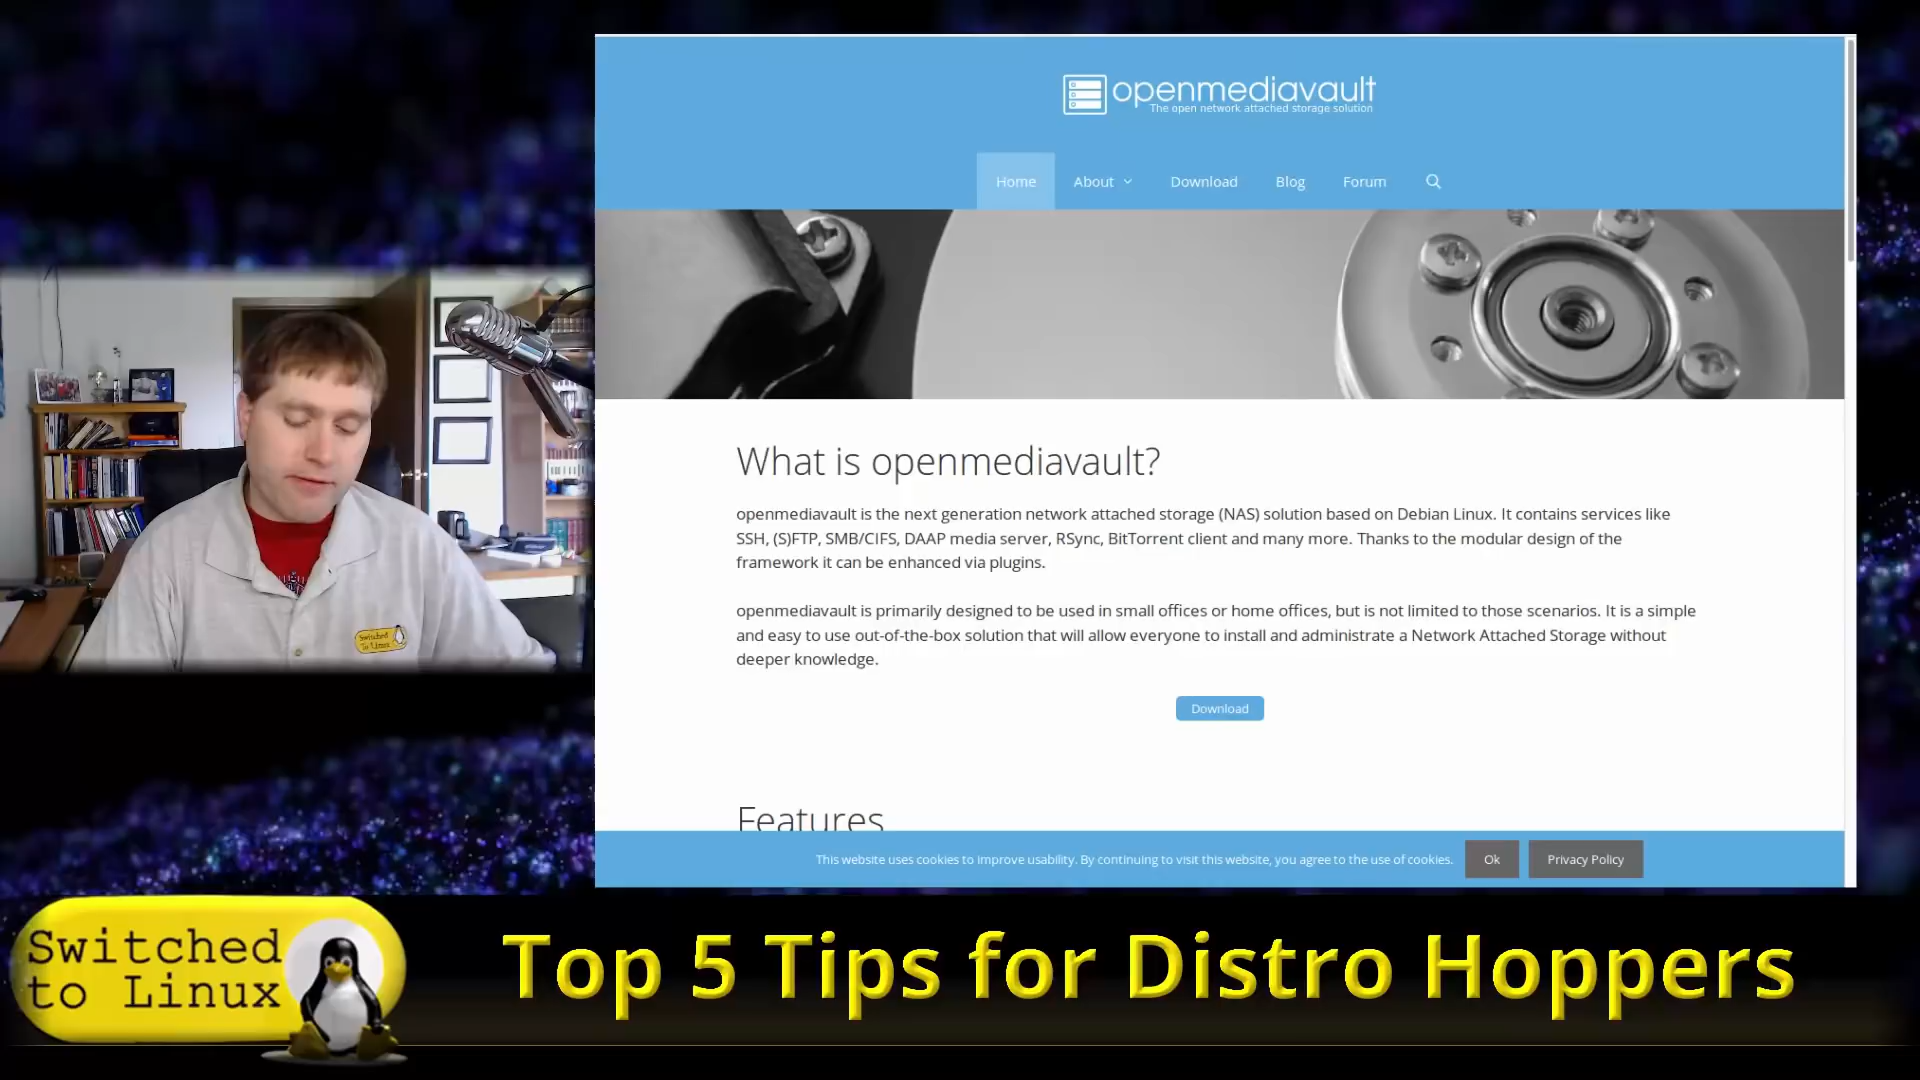 openmediavault
The open network attached storage solution
Home About Download Blog Forum
What is openmediavault?
openmediavault is the next generation network attached storage (NAS) solution based on Debian Linux. It contains services like
SSH, (S)FTP, SMB/CIFS, DAAP media server, RSync, BitTorrent client and many more. Thanks to the modular design of the
framework it can be enhanced via plugins.
openmediavault is primarily designed to be used in small offices or home offices, but is not limited to those scenarios. It is a simple
and easy to use out-of-the-box solution that will allow everyone to install and administrate a Network Attached Storage without
deeper knowledge.
Download
Features
This website uses cookies to improve usability. By continuing to visit this website, you agree to the use of cookies. Ok Privacy Policy
Switched
To Linux
Switched
to Linux
Top 5 Tips for Distro Hoppers